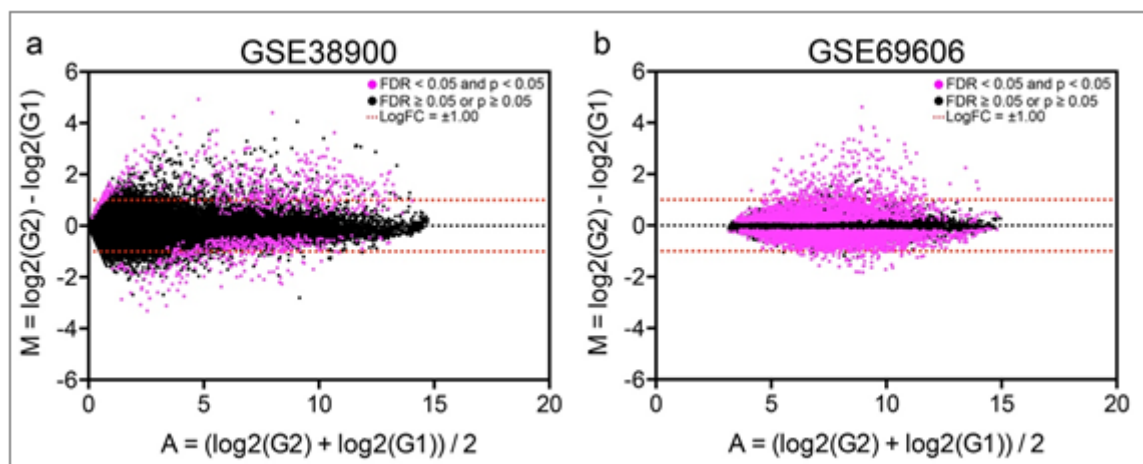 a
GSE38900
M = log2(G2) - log2(G1)
6
4
2
0
-2
-4
-6
FDR < 0.05 and p < 0.05
FDR ≥ 0.05 or p ≥ 0.05
LogFC = ±1.00
0
5
10
15
20
A = (log2(G2) + log2(G1)) / 2
b
GSE69606
M = log2(G2) - log2(G1)
6
4
2
0
-2
-4
-6
FDR < 0.05 and p < 0.05
FDR ≥ 0.05 or p ≥ 0.05
LogFC = ±1.00
0
5
10
15
20
A = (log2(G2) + log2(G1)) / 2